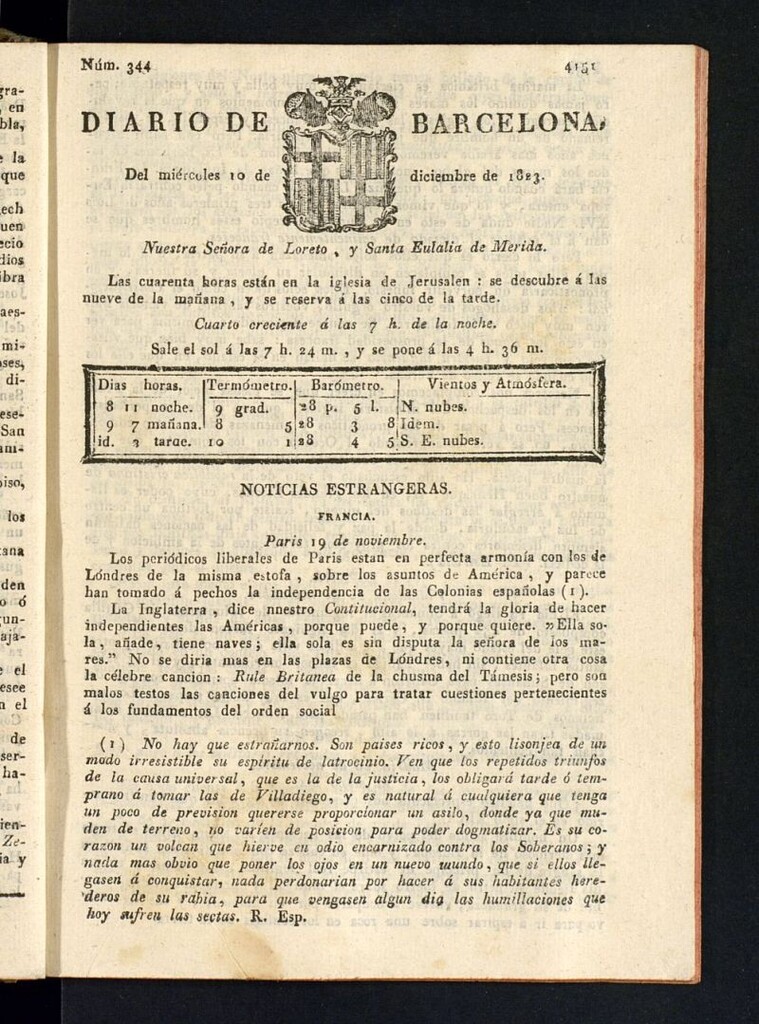 Núm. 344 4151
DIARIO DE BARCELONA,
Del miércoles 10 de diciembre de 1823.
Nuestra Señora de Loreto, y Santa Eulalia de Merida.
Las cuarenta horas están en la iglesia de Jerusalen : se descubre á las
nueve de la mañana, y se reserva á las cinco de la tarde.
Cuarto creciente á las 7 h. de la noche.
Sale el sol á las 7 h. 24 m., y se pone á las 4 h. 36 m.
Dias horas. Termómetro. Barómetro. Vientos y Atmósfera.
8 11 noche. 9 grad. 28 p. 5 l. N. nubes.
9 7 mañana. 8 5 28 3 8 Idem.
id. 2 tarde. 10 1 28 4 5 S. E. nubes.
NOTICIAS ESTRANGERAS.
FRANCIA.
Paris 19 de noviembre.
Los periódicos liberales de Paris estan en perfecta armonía con los de
Lóndres de la misma estofa, sobre los asuntos de América, y parece
han tomado á pechos la independencia de las Colonias españolas (1).
La Inglaterra, dice nnestro Contitucional, tendrá la gloria de hacer
independientes las Américas, porque puede, y porque quiere. "Ella so-
la, añade, tiene naves; ella sola es sin disputa la señora de los ma-
res." No se diria mas en las plazas de Lóndres, ni contiene otra cosa
la célebre cancion : Rule Britanea de la chusma del Támesis; pero son
malos testos las canciones del vulgo para tratar cuestiones pertenecientes
á los fundamentos del orden social
(1) No hay que estrañarnos. Son paises ricos, y esto lisonjea de un
modo irresistible su espíritu de latrocinio. Ven que los repetidos triunfos
de la causa universal, que es la de la justicia, los obligará tarde ó tem-
prano á tomar las de Villadiego, y es natural á cualquiera que tenga
un poco de prevision quererse proporcionar un asilo, donde ya que mu-
den de terreno, no varíen de posicion para poder dogmatizar. Es su co-
razon un volcan que hierve en odio encarnizado contra los Soberanos; y
nada mas obvio que poner los ojos en un nuevo mundo, que si ellos lle-
gasen á conquistar, nada perdonarian por hacer á sus habitantes here-
deros de su rabia, para que vengasen algun dia las humillaciones que
hoy sufren las sectas. R. Esp.